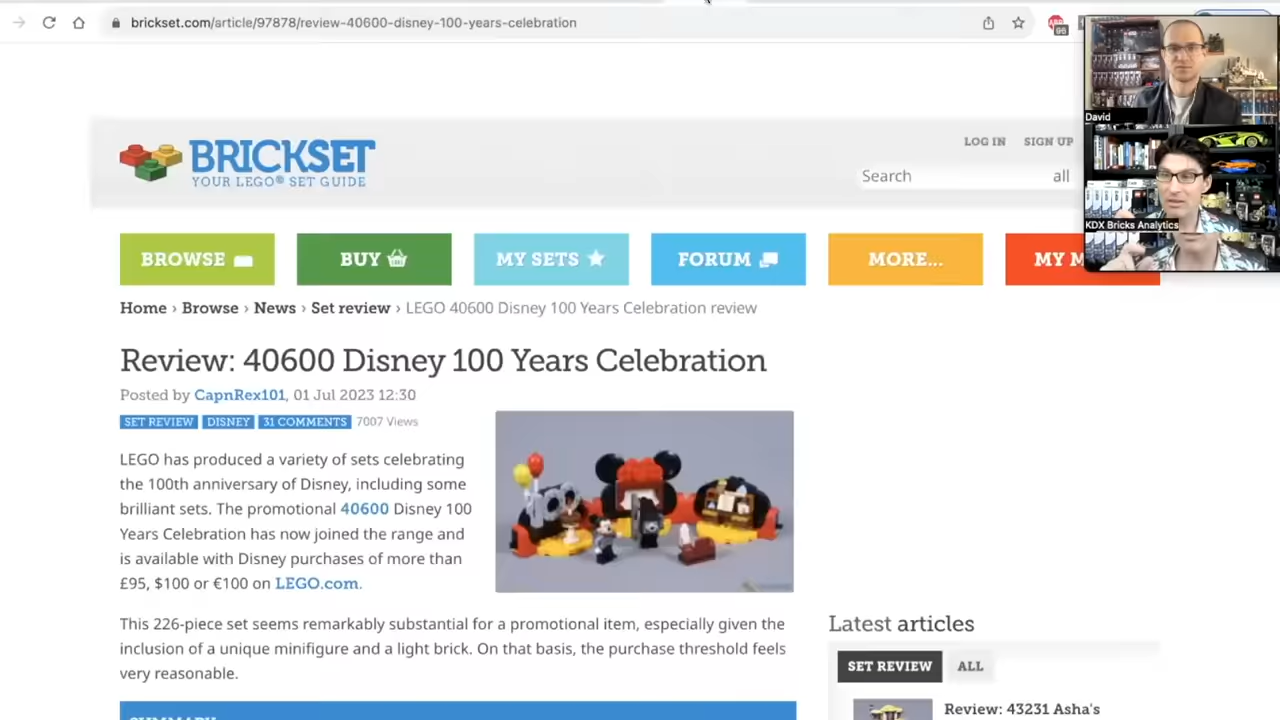 brickset.com/article/97878/review-40600-disney-100-years-celebration
96
David
KDX Bricks Analytics
BRICKSET
YOUR LEGO® SET GUIDE
LOG IN SIGN UP
Search all
BROWSE BUY MY SETS FORUM MORE... MY
Home › Browse › News › Set review › LEGO 40600 Disney 100 Years Celebration review
Review: 40600 Disney 100 Years Celebration
Posted by CapnRex101, 01 Jul 2023 12:30
SET REVIEW DISNEY 31 COMMENTS 7007 Views
LEGO has produced a variety of sets celebrating
the 100th anniversary of Disney, including some
brilliant sets. The promotional 40600 Disney 100
Years Celebration has now joined the range and
is available with Disney purchases of more than
£95, $100 or €100 on LEGO.com.
100
This 226-piece set seems remarkably substantial for a promotional item, especially given the
inclusion of a unique minifigure and a light brick. On that basis, the purchase threshold feels
very reasonable.
SUMMARY
Latest articles
SET REVIEW ALL
Review: 43231 Asha's